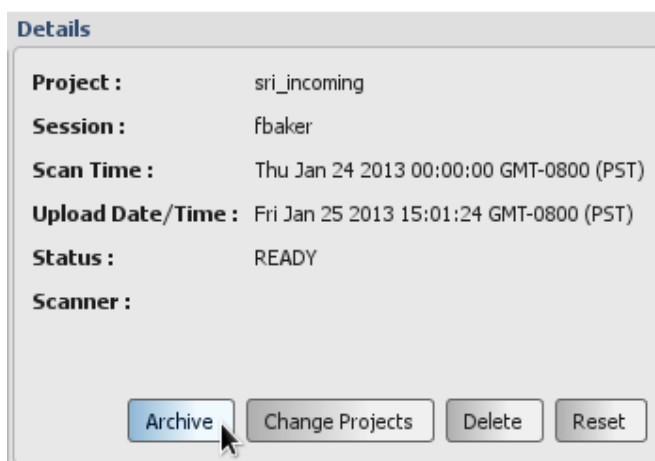 Details
Project : sri_incoming
Session : fbaker
Scan Time : Thu Jan 24 2013 00:00:00 GMT-0800 (PST)
Upload Date/Time : Fri Jan 25 2013 15:01:24 GMT-0800 (PST)
Status : READY
Scanner :
Archive Change Projects Delete Reset